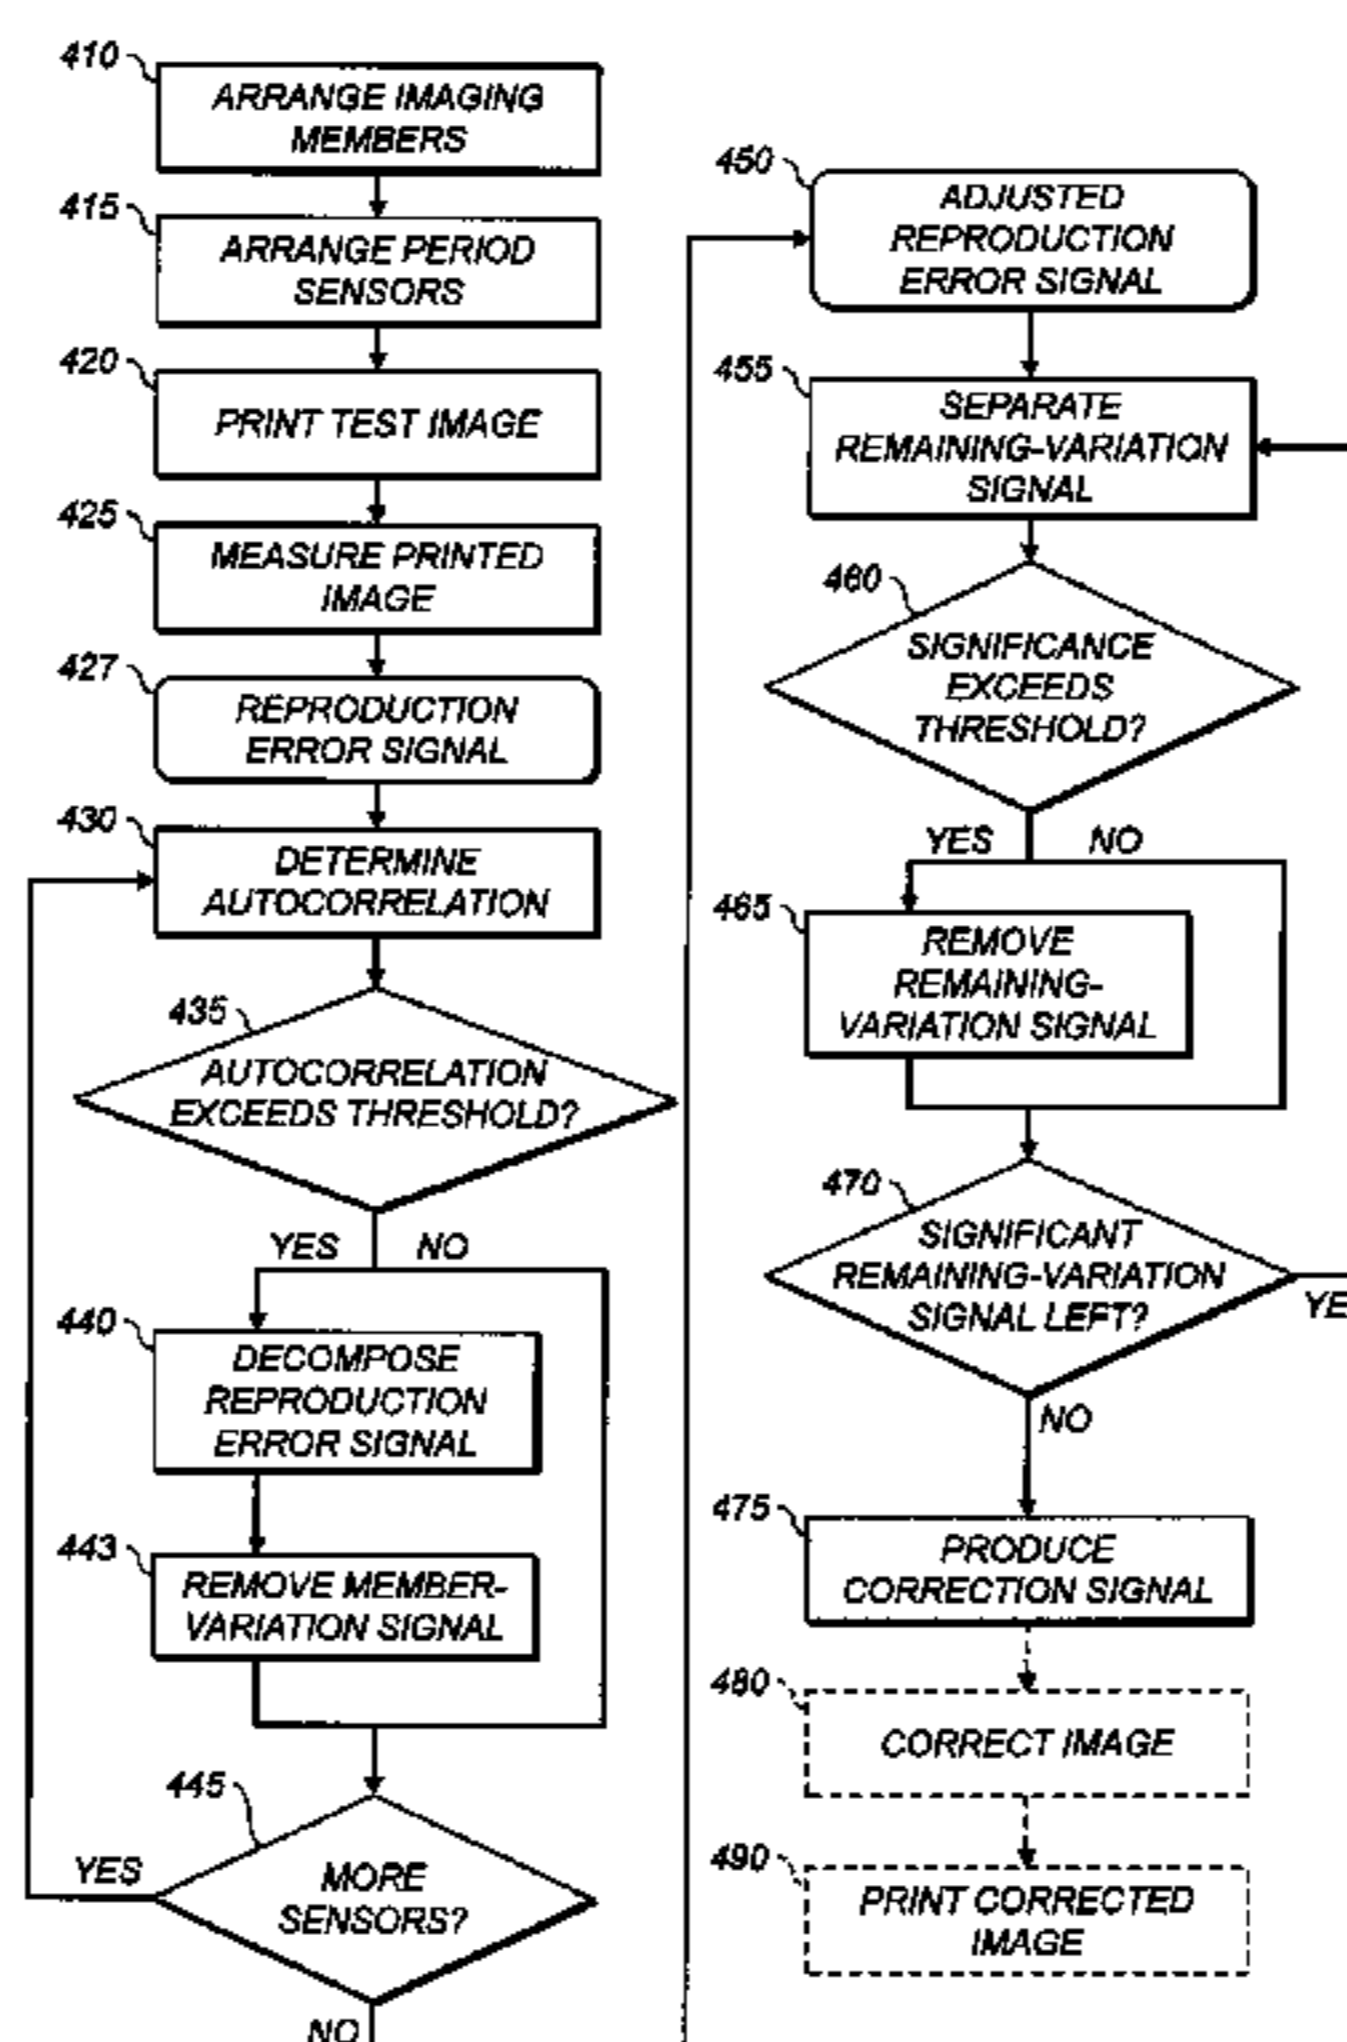 410
ARRANGE IMAGING
MEMBERS
415
ARRANGE PERIOD
SENSORS
420
PRINT TEST IMAGE
425
MEASURE PRINTED
IMAGE
427
REPRODUCTION
ERROR SIGNAL
430
DETERMINE
AUTOCORRELATION
435
AUTOCORRELATION
EXCEEDS THRESHOLD?
YES NO
440
DECOMPOSE
REPRODUCTION
ERROR SIGNAL
443
REMOVE MEMBER-
VARIATION SIGNAL
445
YES
MORE
SENSORS?
NO
450
ADJUSTED
REPRODUCTION
ERROR SIGNAL
455
SEPARATE
REMAINING-VARIATION
SIGNAL
460
SIGNIFICANCE
EXCEEDS
THRESHOLD?
YES NO
465
REMOVE
REMAINING-
VARIATION SIGNAL
470
SIGNIFICANT
REMAINING-VARIATION
SIGNAL LEFT?
YE
NO
475
PRODUCE
CORRECTION SIGNAL
480
CORRECT IMAGE
490
PRINT CORRECTED
IMAGE